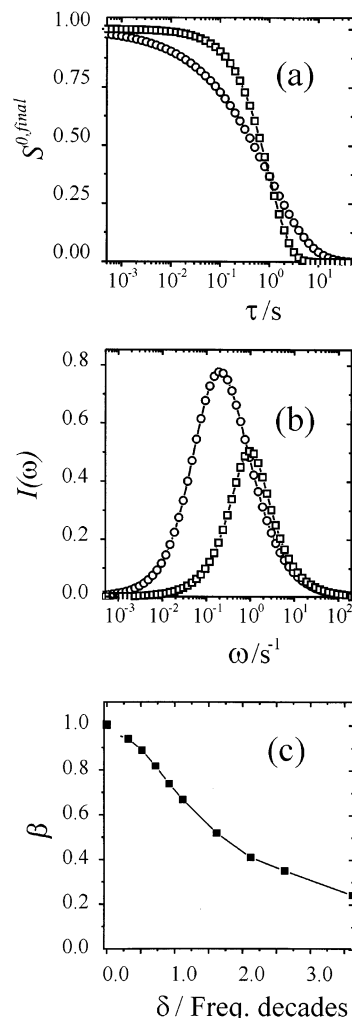 1.00
0.75
0.50
0.25
0.00
S^{0,final}
(a)
10^{-3} 10^{-2} 10^{-1} 10^{0} 10^{1}
τ/s
0.8
0.6
0.4
0.2
0.0
I(ω)
(b)
10^{-3} 10^{-2} 10^{-1} 10^{0} 10^{1} 10^{2}
ω/s^{-1}
1.0
0.8
0.6
0.4
0.2
0.0
β
(c)
0.0 1.0 2.0 3.0
δ / Freq. decades